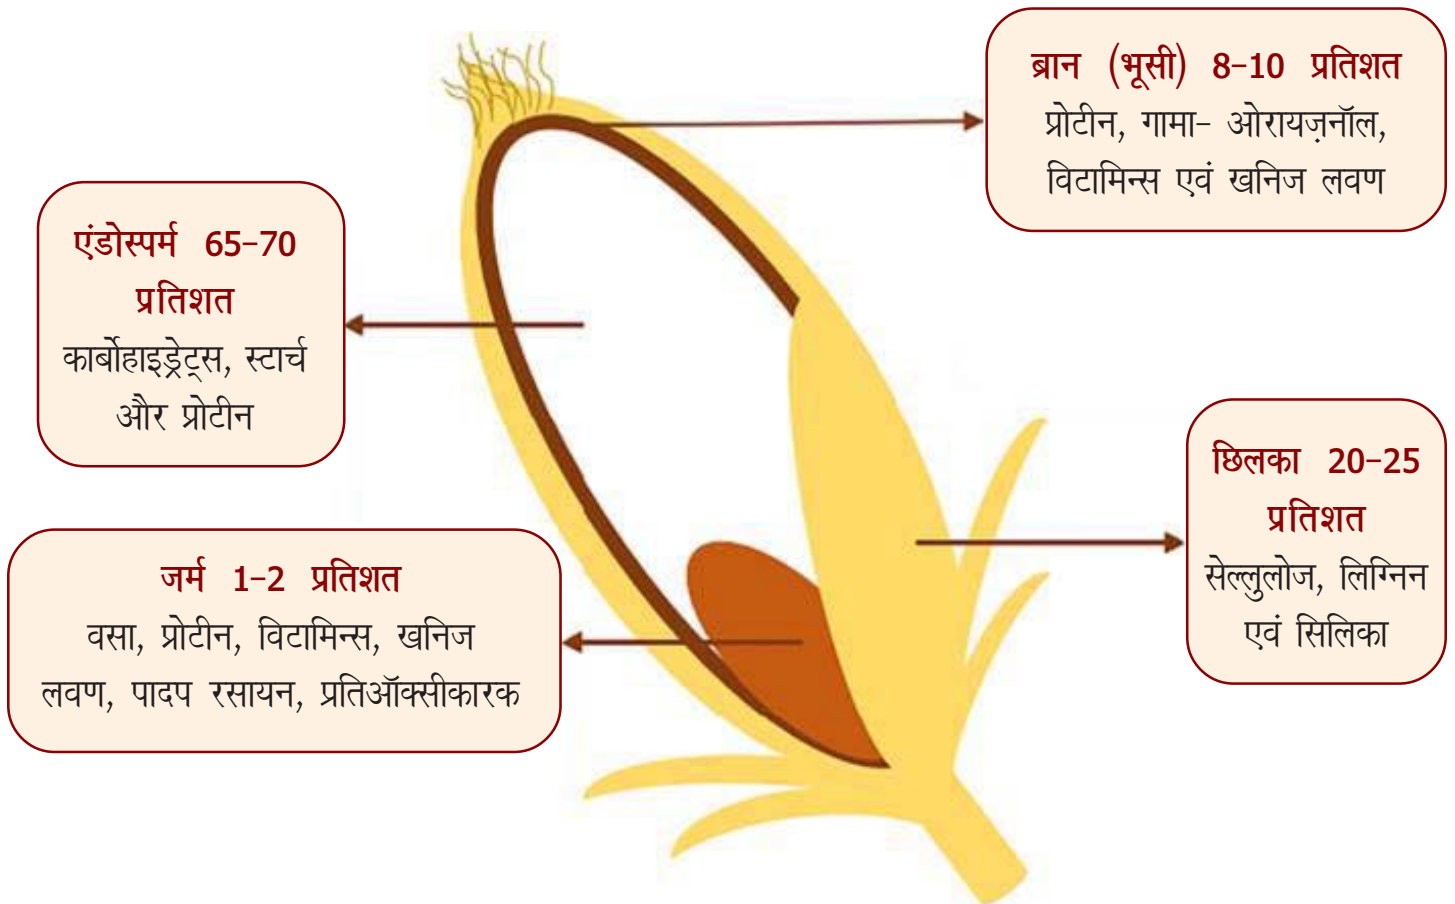 ब्रान (भूसी) 8-10 प्रतिशत
प्रोटीन, गामा- ओरायज़नॉल,
विटामिन्स एवं खनिज लवण
एंडोस्पर्म 65-70
प्रतिशत
कार्बोहाइड्रेट्स, स्टार्च
और प्रोटीन
छिलका 20-25
प्रतिशत
सेल्लुलोज, लिग्निन
एवं सिलिका
जर्म 1-2 प्रतिशत
वसा, प्रोटीन, विटामिन्स, खनिज
लवण, पादप रसायन, प्रतिऑक्सीकारक